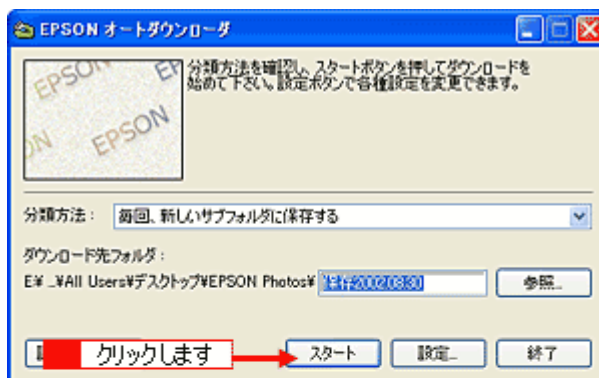 EPSON オートダウンローダ
EPSON
EPSON
EPSON
分類方法を確認し、スタートボタンを押してダウンロードを
始めて下さい。設定ボタンで各種設定を変更できます。
分類方法：
毎回、新しいサブフォルダに保存する
ダウンロード先フォルダ：
E¥ _¥All Users¥デスクトップ¥EPSON Photos¥
参照_
クリックします
スタート
設定_
終了